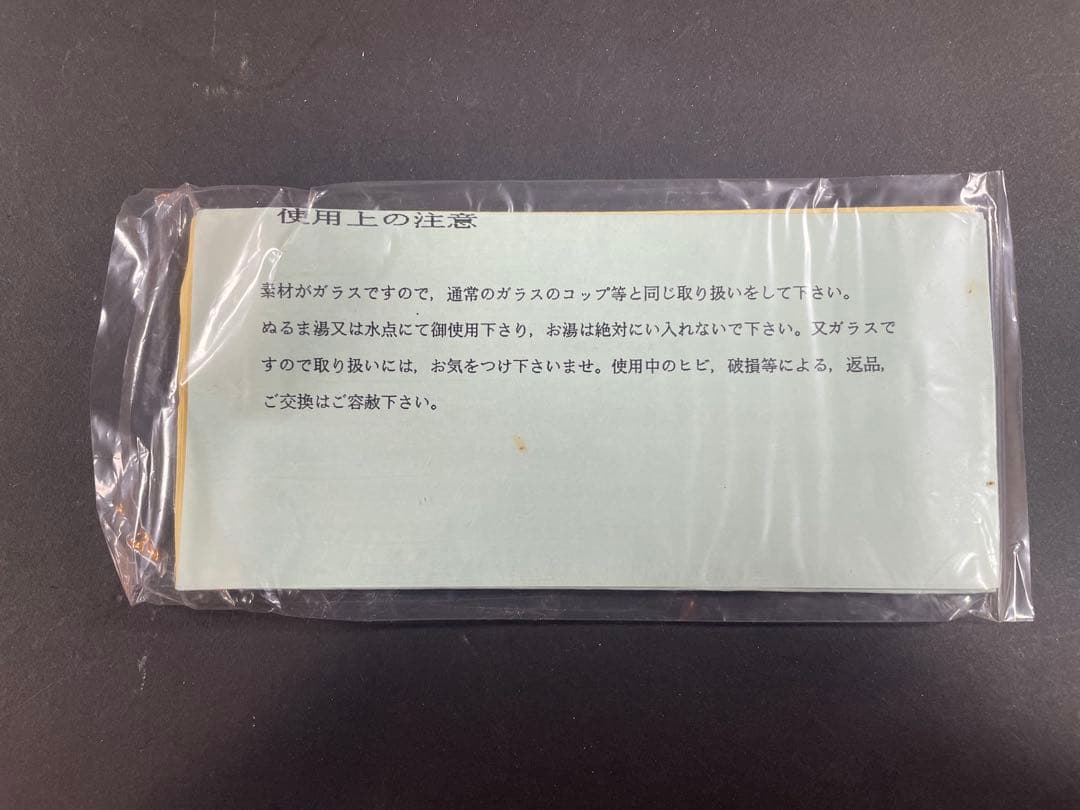 使用上の注意
素材がガラスですので，通常のガラスのコップ等と同じ取り扱いをして下さい。
ぬるま湯又は水点にて御使用下さり，お湯は絶対にい入れないで下さい。又ガラスで
すので取り扱いには，お気をつけ下さいませ。使用中のヒビ，破損等による，返品，
ご交換はご容赦下さい。